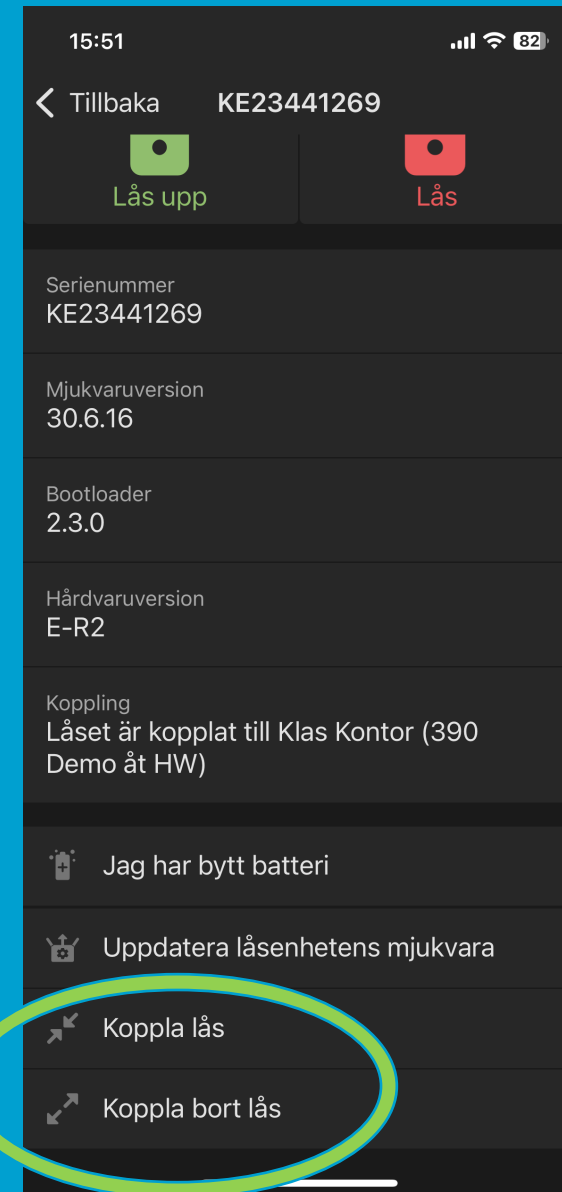 15:51
82
Tillbaka
KE23441269
Lås upp
Lås
Serienummer
KE23441269
Mjukvaruversion
30.6.16
Bootloader
2.3.0
Hårdvaruversion
E-R2
Koppling
Låset är kopplat till Klas Kontor (390
Demo åt HW)
Jag har bytt batteri
Uppdatera låsenhetens mjukvara
Koppla lås
Koppla bort lås